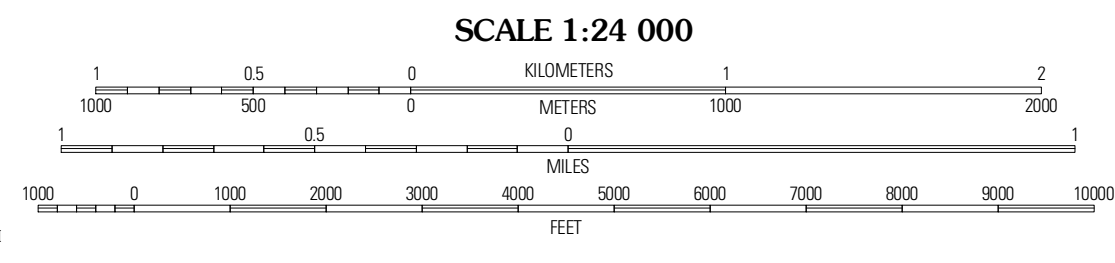 SCALE 1:24 000
1 0.5 0 KILOMETERS 1 2
1000 500 0 METERS 1000 2000
1 0.5 0 1
MILES
1000 0 1000 2000 3000 4000 5000 6000 7000 8000 9000 10000
FEET